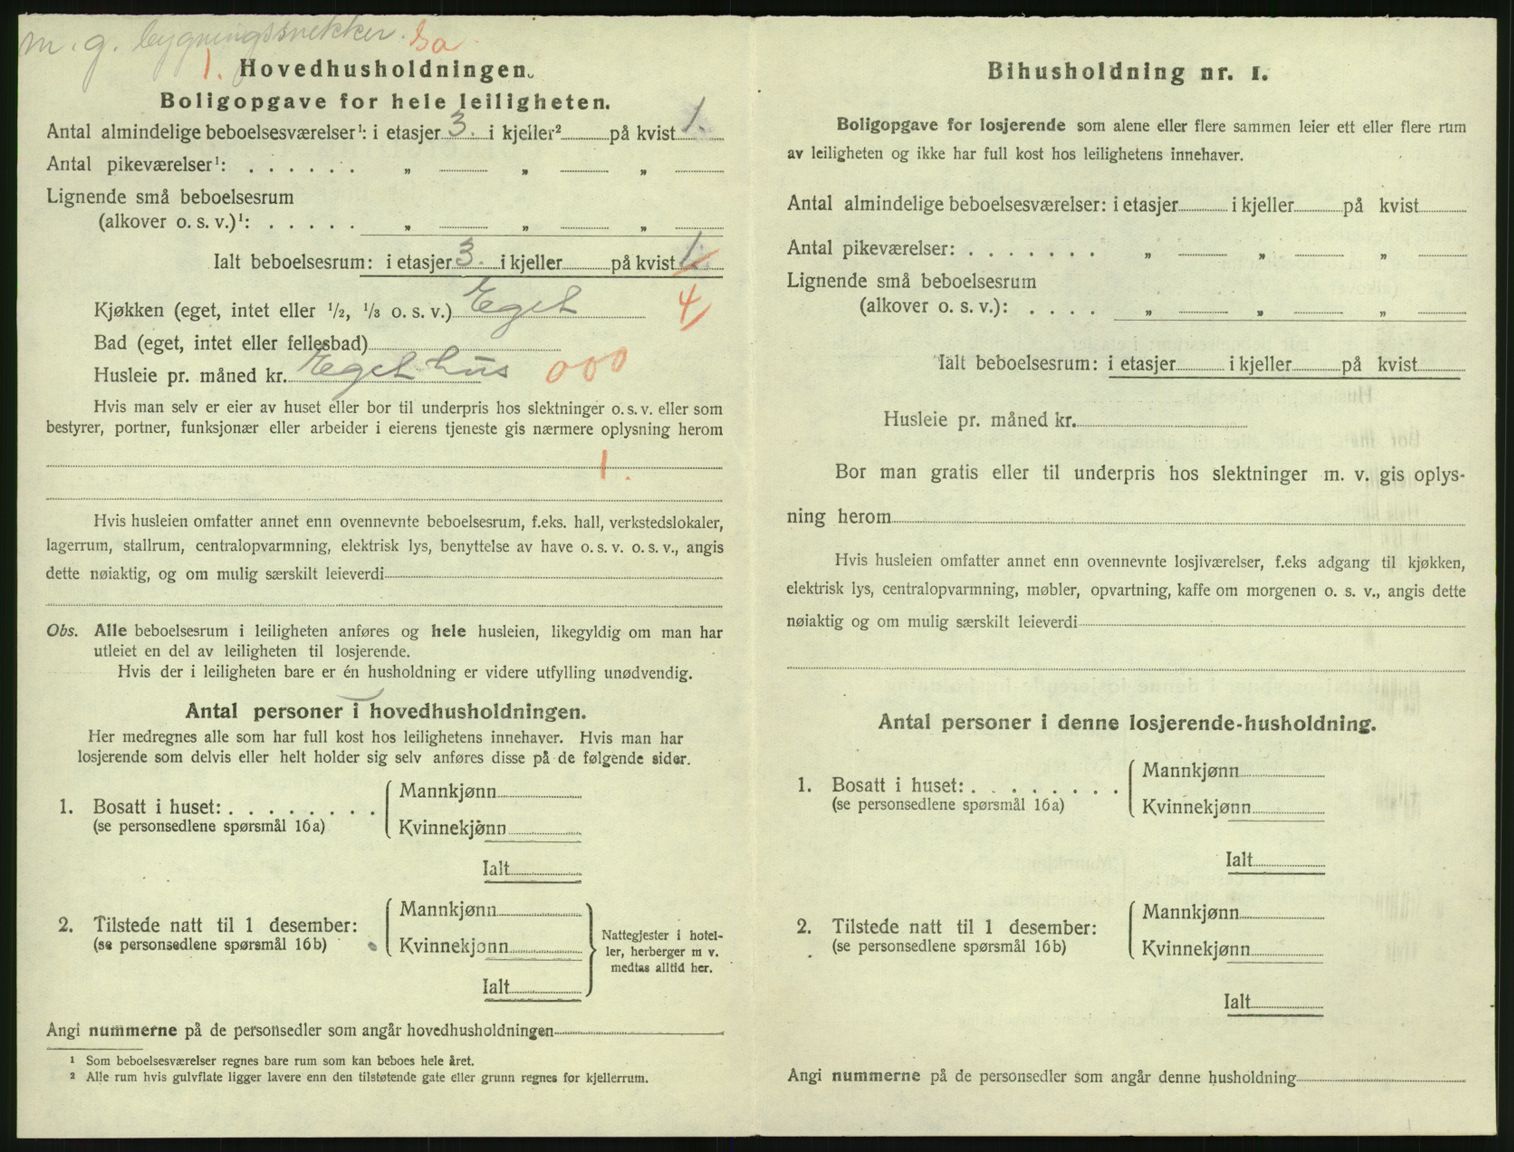 m. g. bygningssnekker. Sa
1. Hovedhusholdningen.
Boligopgave for hele leiligheten.
Antal almindelige beboelsesværelser¹: i etasjer 3. i kjeller² på kvist 1.
Antal pikeværelser¹: . . . . . . „ „ „
Lignende små beboelsesrum
(alkover o. s. v.)¹: . . . . . „ „ „
Ialt beboelsesrum: i etasjer 3. i kjeller på kvist 1.
4
Kjøkken (eget, intet eller ½, ⅓ o. s. v.) Eget
Bad (eget, intet eller fellesbad)
Husleie pr. måned kr. Eget hus 000
Hvis man selv er eier av huset eller bor til underpris hos slektninger o. s. v. eller som
bestyrer, portner, funksjonær eller arbeider i eierens tjeneste gis nærmere oplysning herom
1.
Hvis husleien omfatter annet enn ovennevnte beboelsesrum, f.eks. hall, verkstedslokaler,
lagerrum, stallrum, centralopvarmning, elektrisk lys, benyttelse av have o. s. v. o. s. v., angis
dette nøiaktig, og om mulig særskilt leieverdi
Obs. Alle beboelsesrum i leiligheten anføres og hele husleien, likegyldig om man har
utleiet en del av leiligheten til losjerende.
Hvis der i leiligheten bare er én husholdning er videre utfylling unødvendig.
Antal personer i hovedhusholdningen.
Her medregnes alle som har full kost hos leilighetens innehaver. Hvis man har
losjerende som delvis eller helt holder sig selv anføres disse på de følgende sider.
1. Bosatt i huset: . . . . . . . .
(se personsedlene spørsmål 16a)
Mannkjønn
Kvinnekjønn
Ialt
2. Tilstede natt til 1 desember:
(se personsedlene spørsmål 16b)
Mannkjønn
Kvinnekjønn
Ialt
Nattegjester i hotel-
ler, herberger m v.
medtas alltid her.
Angi nummerne på de personsedler som angår hovedhusholdningen
¹ Som beboelsesværelser regnes bare rum som kan beboes hele året.
² Alle rum hvis gulvflate ligger lavere enn den tilstøtende gate eller grunn regnes for kjellerrum.
Bihusholdning nr. 1.
Boligopgave for losjerende som alene eller flere sammen leier ett eller flere rum
av leiligheten og ikke har full kost hos leilighetens innehaver.
Antal almindelige beboelsesværelser: i etasjer i kjeller på kvist
Antal pikeværelser: . . . . . . . „ „ „
Lignende små beboelsesrum
(alkover o. s. v.): . . . . „ „ „
Ialt beboelsesrum: i etasjer i kjeller på kvist
Husleie pr. måned kr.
Bor man gratis eller til underpris hos slektninger m. v. gis oplys-
ning herom
Hvis husleien omfatter annet enn ovennevnte losjiværelser, f.eks adgang til kjøkken,
elektrisk lys, centralopvarmning, møbler, opvartning, kaffe om morgenen o. s. v., angis dette
nøiaktig og om mulig særskilt leieverdi
Antal personer i denne losjerende-husholdning.
1. Bosatt i huset: . . . . . . . .
(se personsedlene spørsmål 16a)
Mannkjønn
Kvinnekjønn
Ialt
2. Tilstede natt til 1 desember:
(se personsedlene spørsmål 16b)
Mannkjønn
Kvinnekjønn
Ialt
Angi nummerne på de personsedler som angår denne husholdning